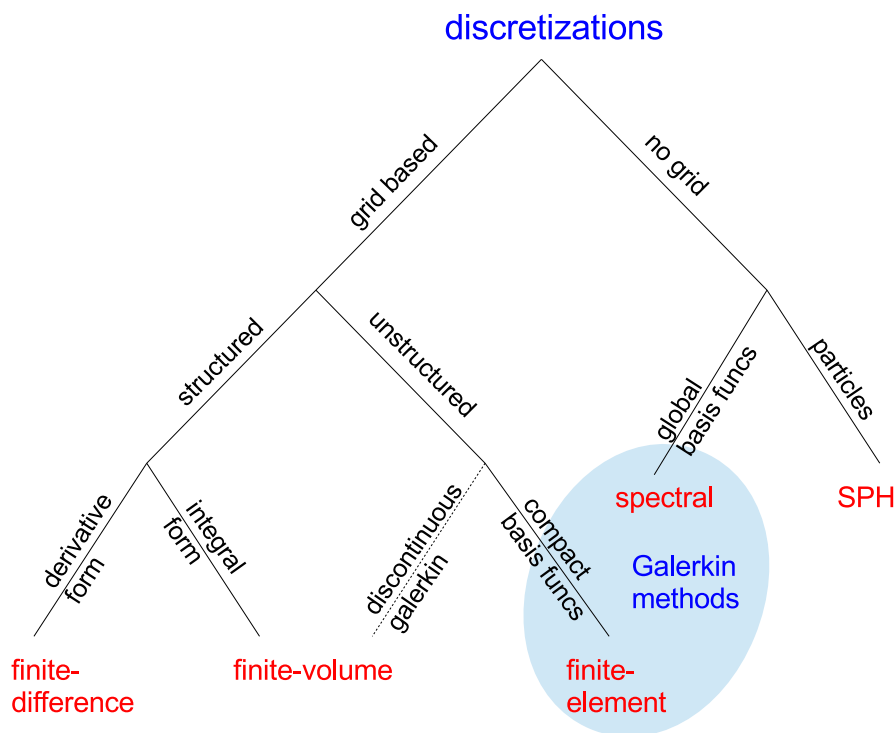 discretizations
grid based
no grid
structured
unstructured
global
basis funcs
particles
derivative
form
integral
form
discontinuous
galerkin
compact
basis funcs
spectral
SPH
Galerkin
methods
finite-
difference
finite-volume
finite-
element